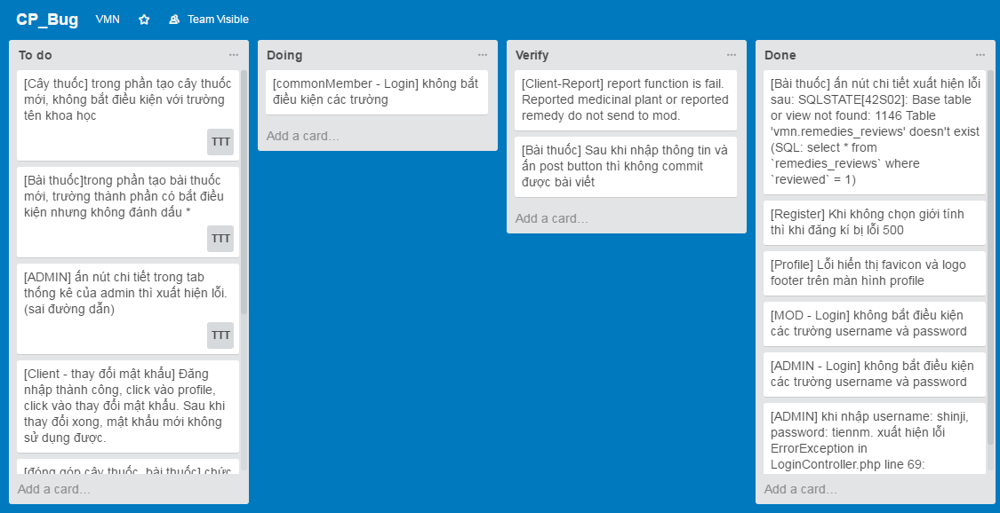 CP_Bug VMN Team Visible
To do
[Cây thuốc] trong phần tạo cây thuốc
mới, không bắt điều kiện với trường
tên khoa học
TTT
[Bài thuốc]trong phần tạo bài thuốc
mới, trường thành phần có bắt điều
kiện nhưng không đánh dấu *
TTT
[ADMIN] ấn nút chi tiết trong tab
thống kê của admin thì xuất hiện lỗi.
(sai đường dẫn)
TTT
[Client - thay đổi mật khẩu] Đăng
nhập thành công, click vào profile,
click vào thay đổi mật khẩu. Sau khi
thay đổi xong, mật khẩu mới không
sử dụng được.
[đóng góp cây thuốc, bài thuốc] chức
Add a card...
Doing
[commonMember - Login] không bắt
điều kiện các trường
Add a card...
Verify
[Client-Report] report function is fail.
Reported medicinal plant or reported
remedy do not send to mod.
[Bài thuốc] Sau khi nhập thông tin và
ấn post button thì không commit
được bài viết
Add a card...
Done
[Bài thuốc] ấn nút chi tiết xuất hiện lỗi
sau: SQLSTATE[42S02]: Base table
or view not found: 1146 Table
'vmn.remedies_reviews' doesn't exist
(SQL: select * from
`remedies_reviews` where
`reviewed` = 1)
[Register] Khi không chọn giới tính
thì khi đăng kí bị lỗi 500
[Profile] Lỗi hiển thị favicon và logo
footer trên màn hình profile
[MOD - Login] không bắt điều kiện
các trường username và password
[ADMIN - Login] không bắt điều kiện
các trường username và password
[ADMIN] khi nhập username: shinji,
password: tiennm. xuất hiện lỗi
ErrorException in
LoginController.php line 69:
Add a card...